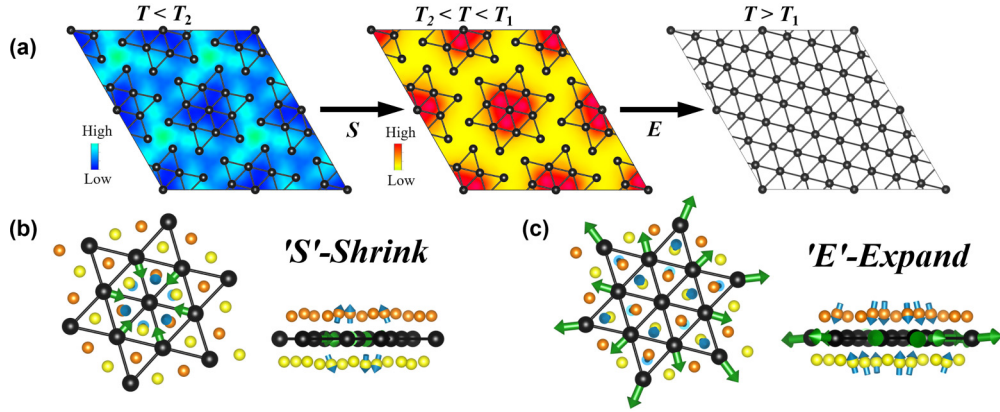 T < T₂
T₂ < T < T₁
T > T₁
(a)
High
Low
S
High
Low
E
(b)
'S'-Shrink
(c)
'E'-Expand